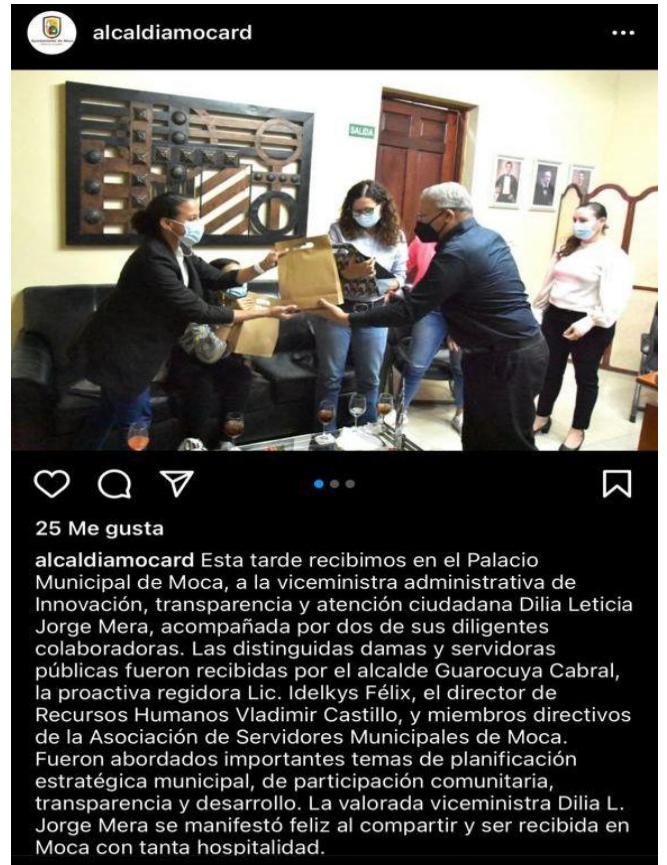 alcaldiamocard
SALIDA
25 Me gusta
alcaldiamocard Esta tarde recibimos en el Palacio
Municipal de Moca, a la viceministra administrativa de
Innovación, transparencia y atención ciudadana Dilia Leticia
Jorge Mera, acompañada por dos de sus diligentes
colaboradoras. Las distinguidas damas y servidoras
públicas fueron recibidas por el alcalde Guarocuya Cabral,
la proactiva regidora Lic. Idelkys Félix, el director de
Recursos Humanos Vladimir Castillo, y miembros directivos
de la Asociación de Servidores Municipales de Moca.
Fueron abordados importantes temas de planificación
estratégica municipal, de participación comunitaria,
transparencia y desarrollo. La valorada viceministra Dilia L.
Jorge Mera se manifestó feliz al compartir y ser recibida en
Moca con tanta hospitalidad.